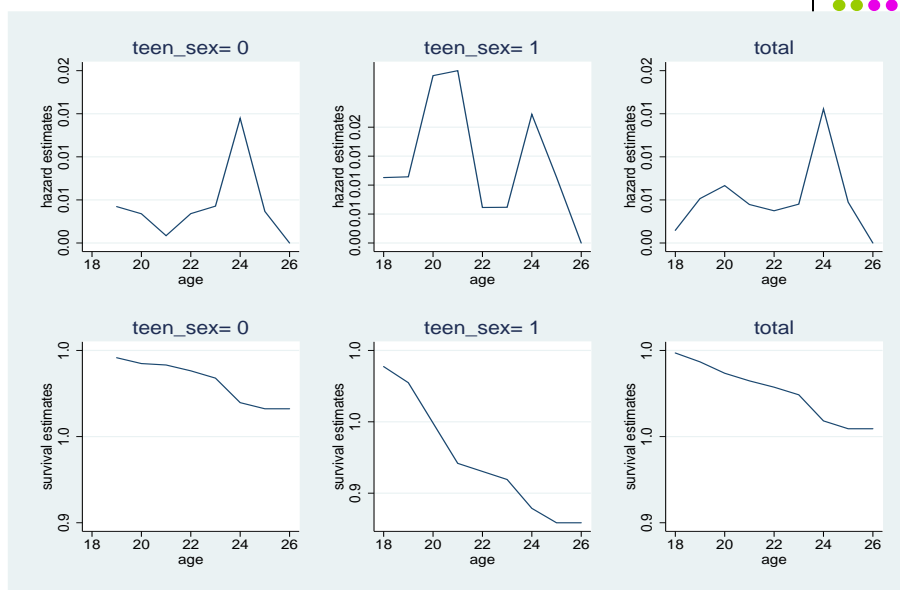 teen_sex= 0
hazard estimates
0.00 0.01 0.01 0.01 0.02
18 20 22 24 26
age
teen_sex= 1
hazard estimates
0.00 0.01 0.01 0.01 0.02
18 20 22 24 26
age
total
hazard estimates
0.00 0.01 0.01 0.01 0.02
18 20 22 24 26
age
teen_sex= 0
survival estimates
0.9 1.0 1.0
18 20 22 24 26
age
teen_sex= 1
survival estimates
0.9 1.0 1.0
18 20 22 24 26
age
total
survival estimates
0.9 1.0 1.0
18 20 22 24 26
age